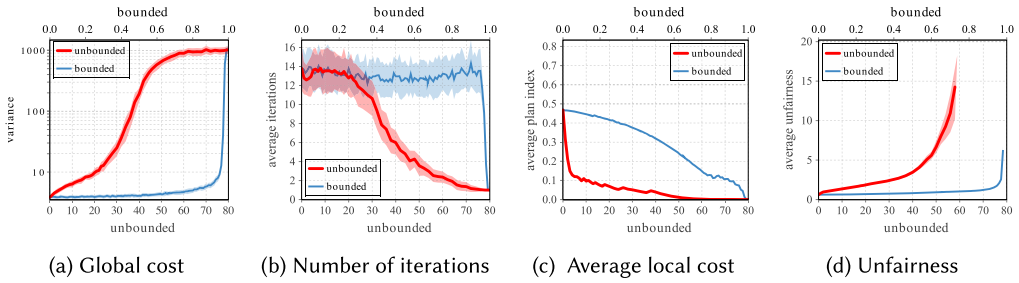 bounded
0.0 0.2 0.4 0.6 0.8 1.0
variance
1000
100
10
unbounded
bounded
0 10 20 30 40 50 60 70 80
unbounded
(a) Global cost
bounded
0.0 0.2 0.4 0.6 0.8 1.0
average iterations
16
14
12
10
8
6
4
2
0
unbounded
bounded
0 10 20 30 40 50 60 70 80
unbounded
(b) Number of iterations
bounded
0.0 0.2 0.4 0.6 0.8 1.0
average plan index
0.8
0.7
0.6
0.5
0.4
0.3
0.2
0.1
0.0
unbounded
bounded
0 10 20 30 40 50 60 70 80
unbounded
(c) Average local cost
bounded
0.0 0.2 0.4 0.6 0.8 1.0
average unfairness
20
15
10
5
0
unbounded
bounded
0 10 20 30 40 50 60 70 80
unbounded
(d) Unfairness